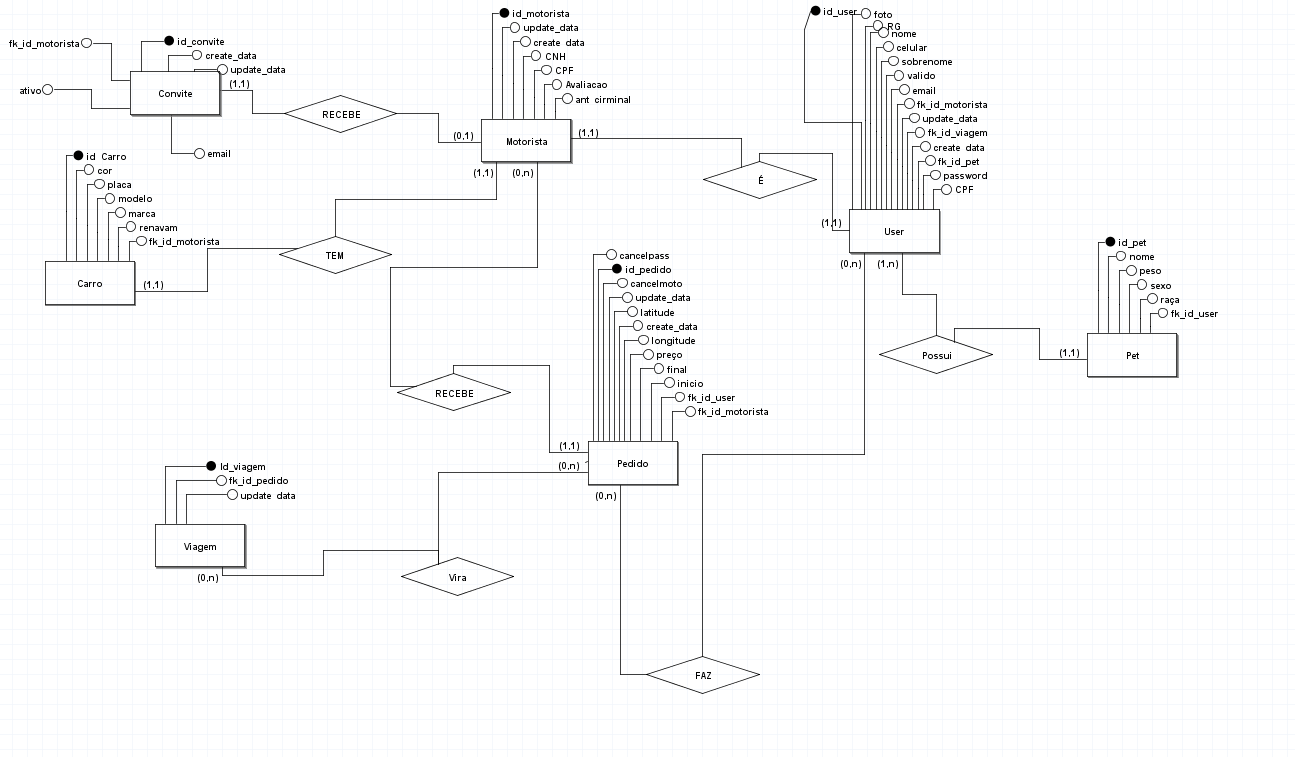 fk_id_motorista
id_convite
create_data
update_data
ativo
Convite
(1,1)
email
RECEBE
id_motorista
update_data
create_data
CNH
CPF
Avaliacao
ant_cirminal
(0,1)
Motorista
(1,1)
(1,1)
(0,n)
É
id_user
foto
RG
nome
celular
sobrenome
valido
email
fk_id_motorista
update_data
fk_id_viagem
create_data
fk_id_pet
password
CPF
(1,1)
User
(0,n)
(1,n)
id_Carro
cor
placa
modelo
marca
renavam
fk_id_motorista
Carro
(1,1)
TEM
id_pet
nome
peso
sexo
raça
fk_id_user
Possui
(1,1)
Pet
cancelpass
id_pedido
cancelmoto
update_data
latitude
create_data
longitude
preço
final
inicio
fk_id_user
fk_id_motorista
RECEBE
(1,1)
(0,n)
Pedido
(0,n)
Id_viagem
fk_id_pedido
update_data
Viagem
(0,n)
Vira
FAZ